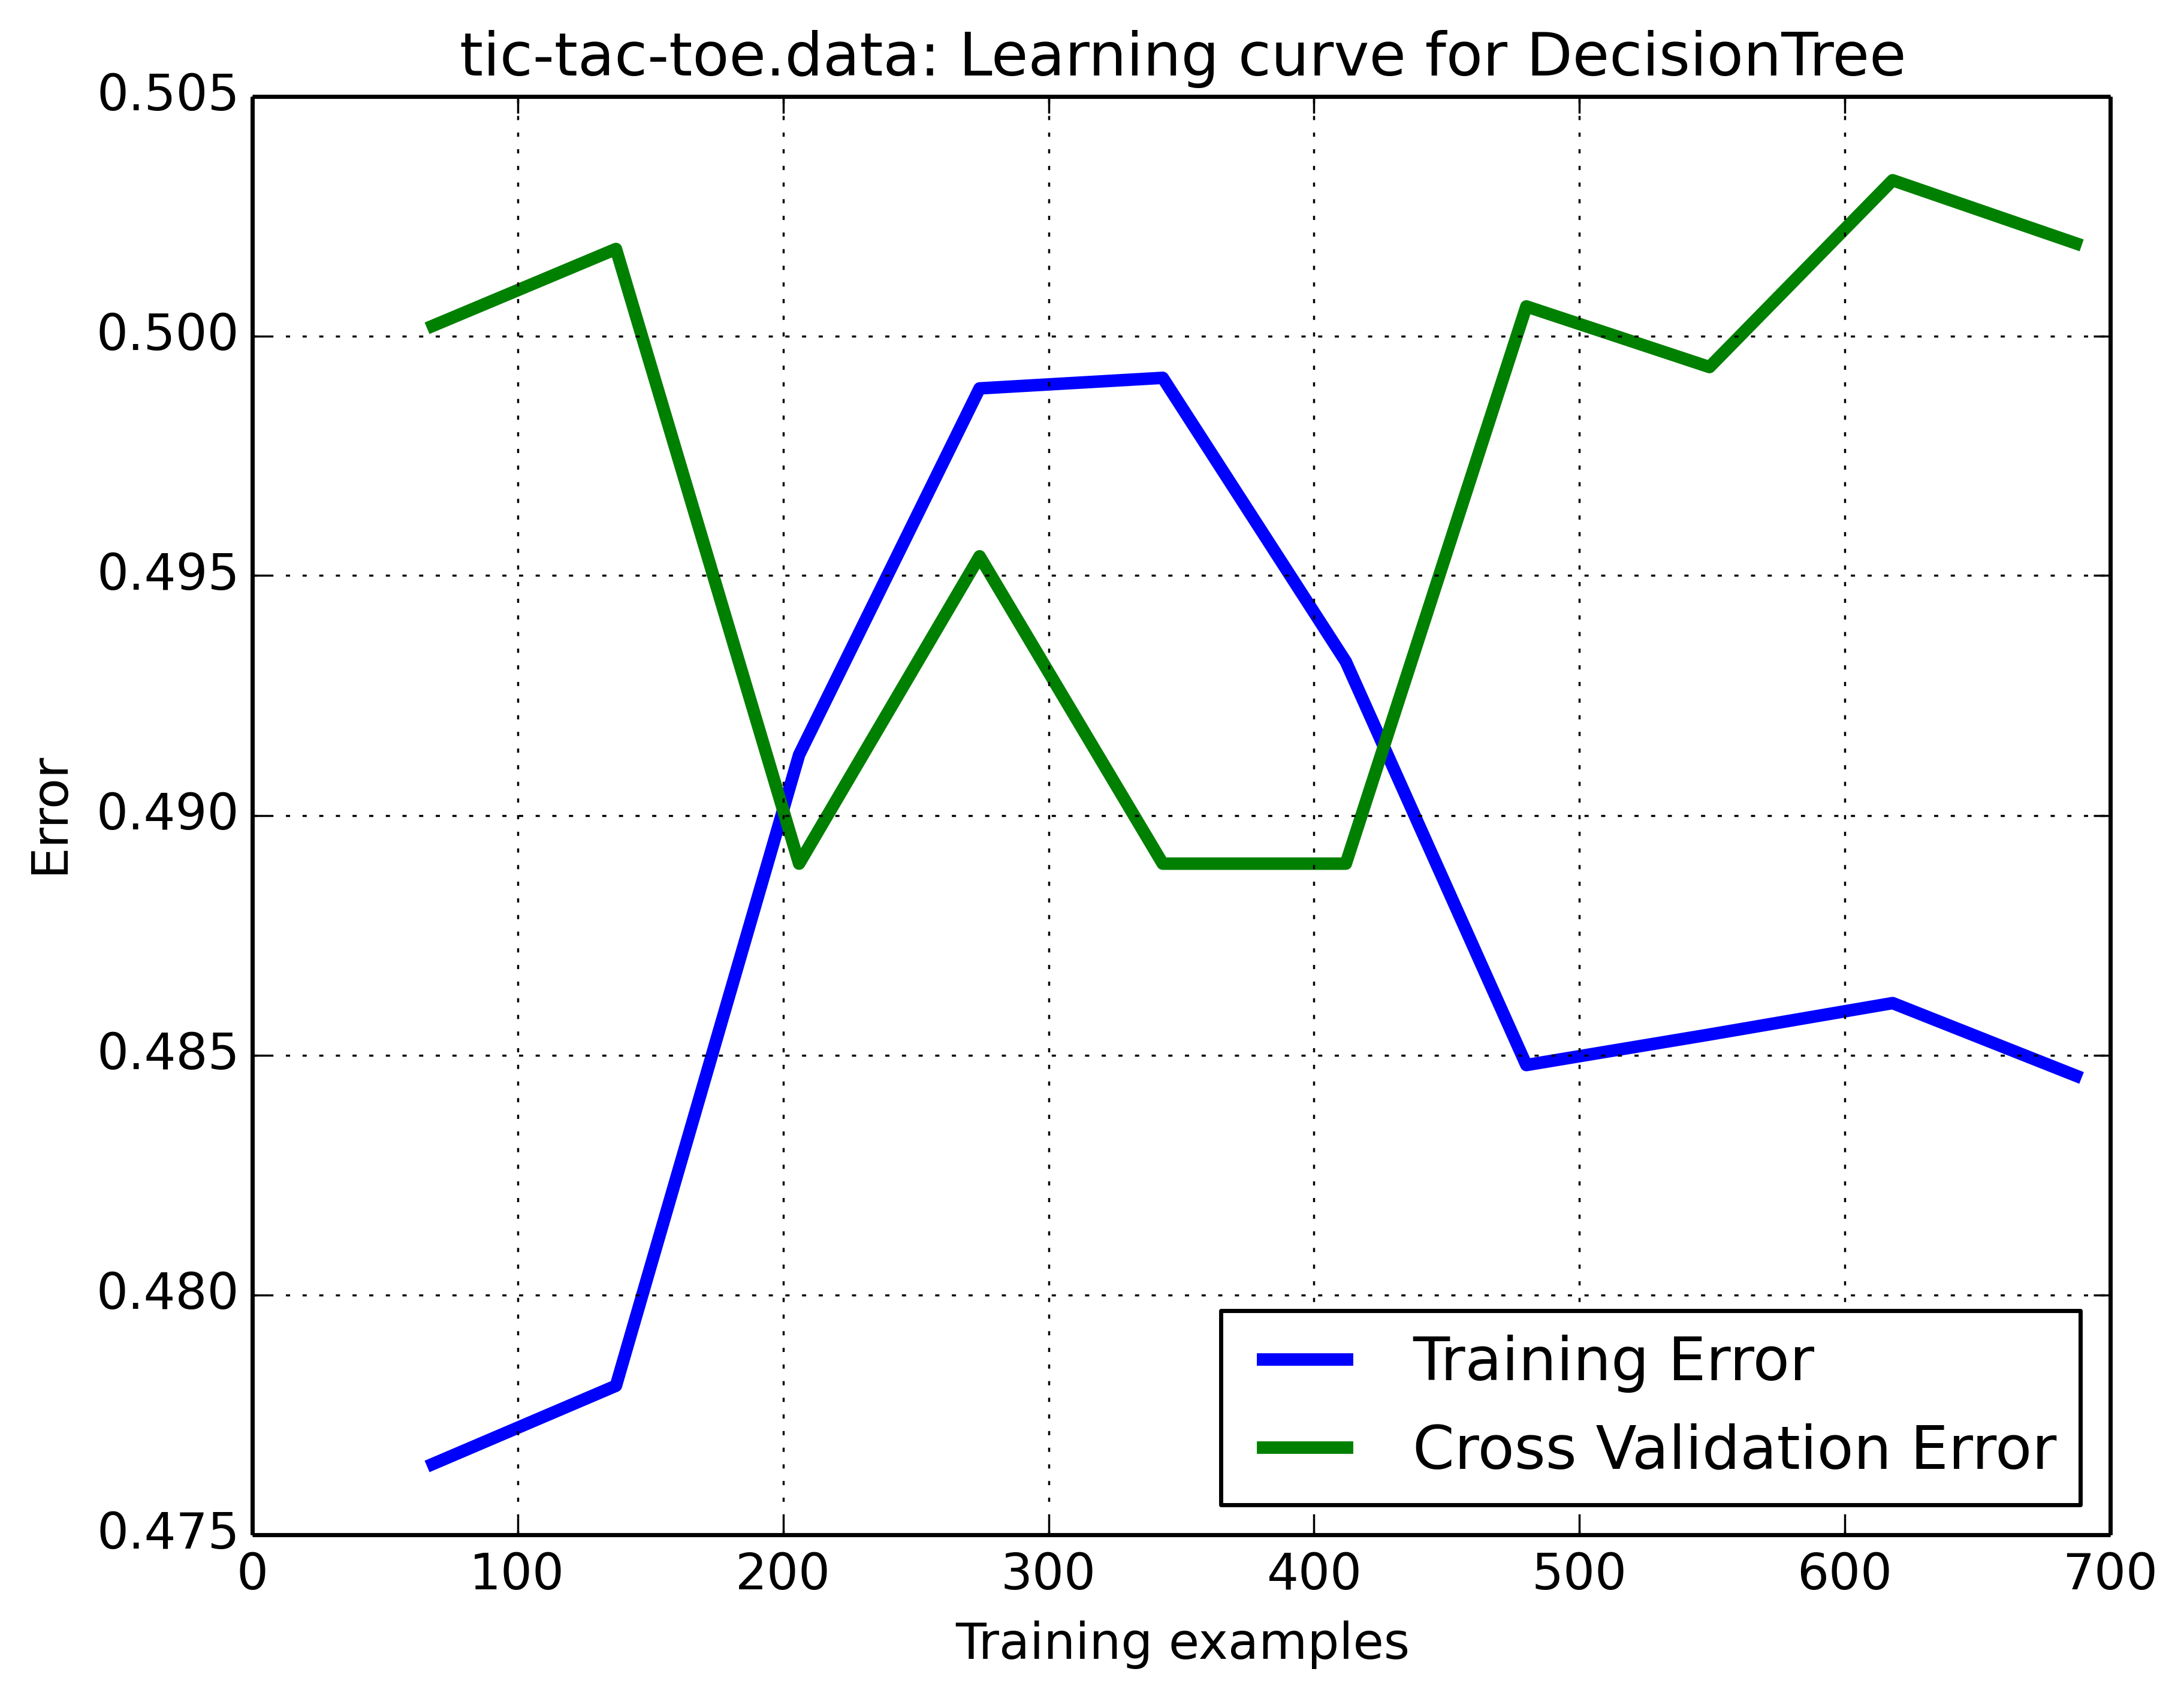 tic-tac-toe.data: Learning curve for DecisionTree
0.505
0.500
0.495
0.490
0.485
0.480
0.475
Error
0 100 200 300 400 500 600 700
Training examples
Training Error
Cross Validation Error